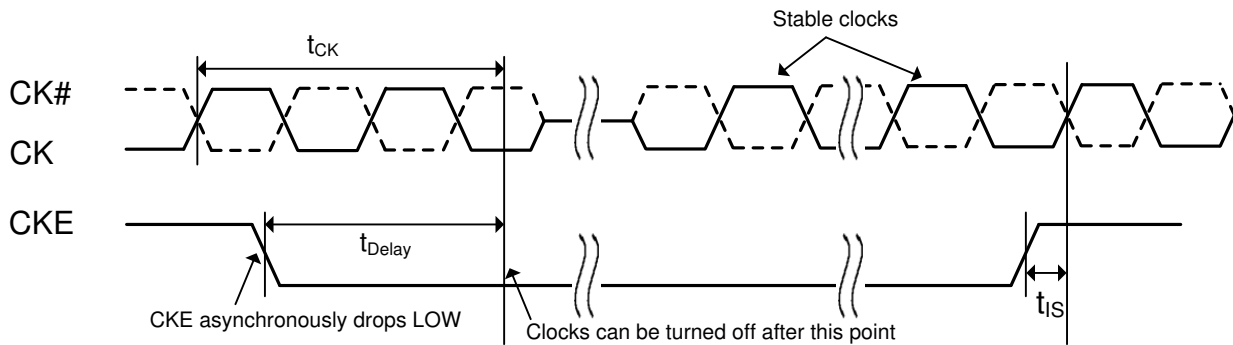 Stable clocks
tCK
CK#
CK
CKE
tDelay
tIS
CKE asynchronously drops LOW
Clocks can be turned off after this point